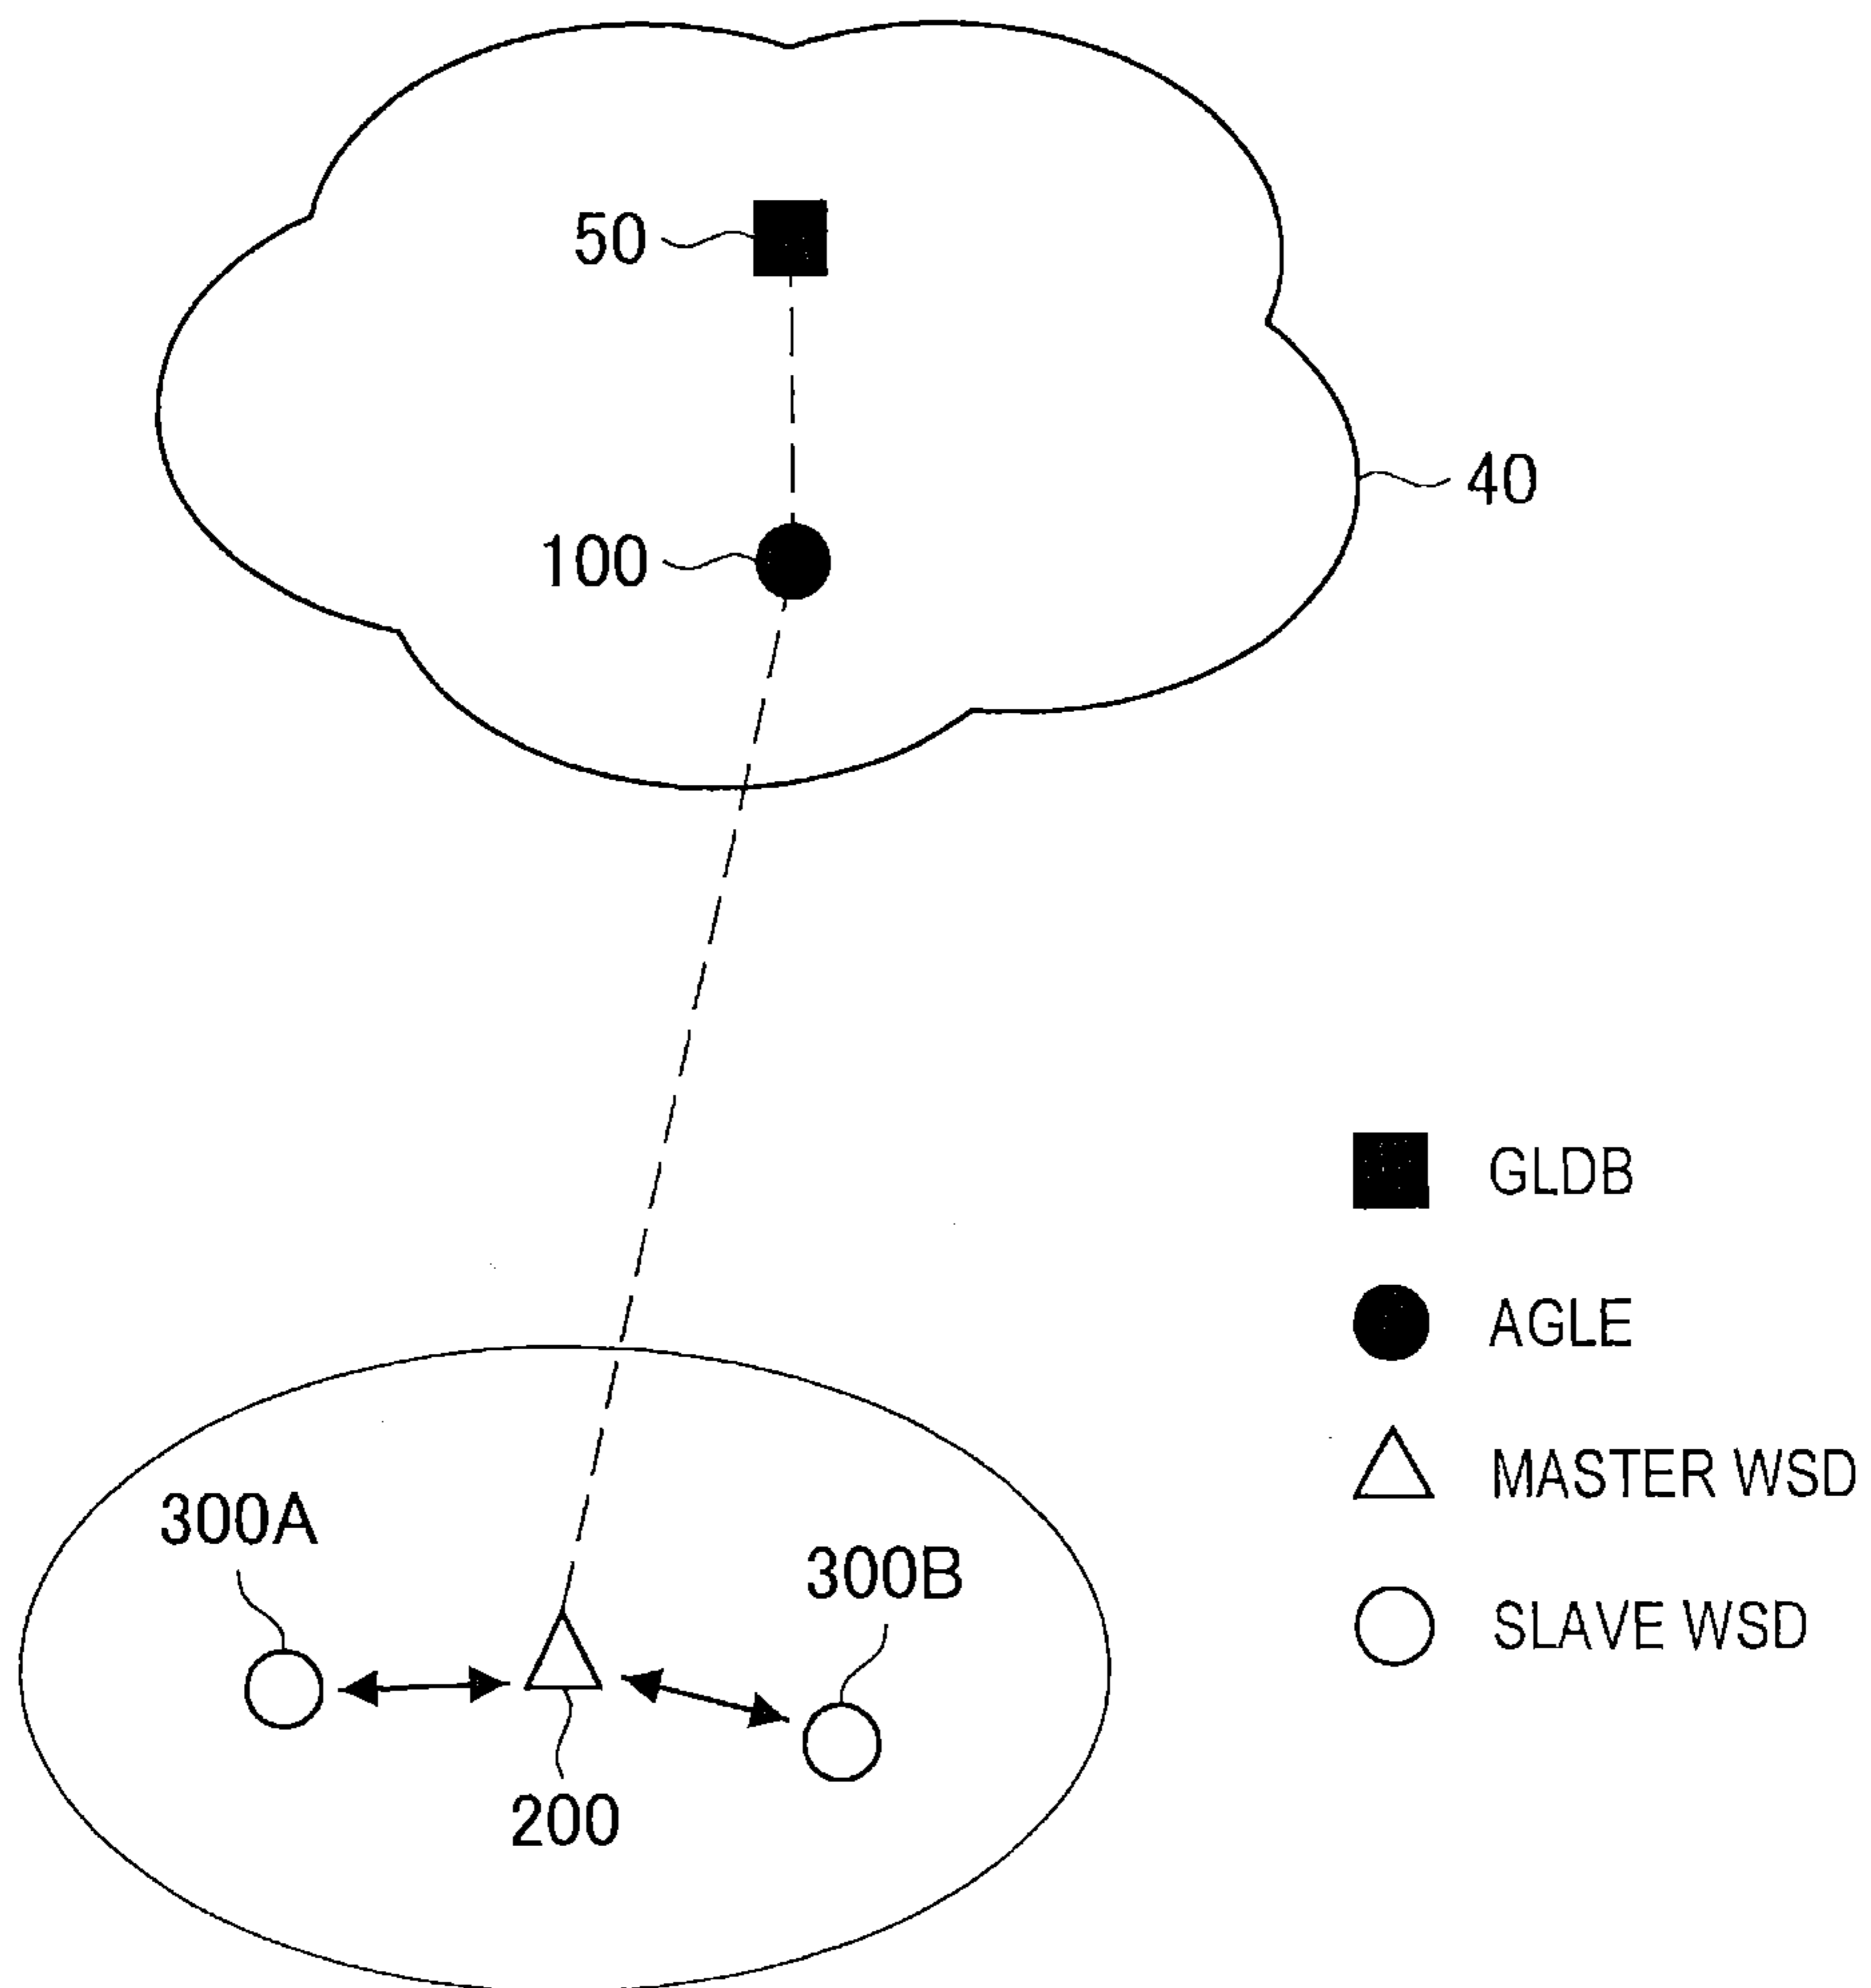 50
40
100
GLDB
AGLE
MASTER WSD
SLAVE WSD
300A
300B
200